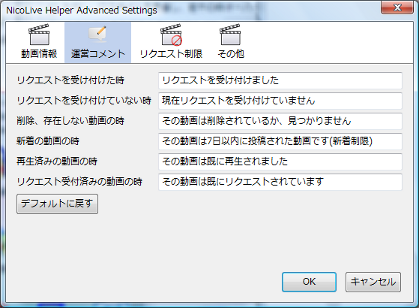 NicoLive Helper Advanced Settings
動画情報 運営コメント リクエスト制限 その他
リクエストを受け付けた時 リクエストを受け付けました
リクエストを受け付けていない時 現在リクエストを受け付けていません
削除、存在しない動画の時 その動画は削除されているか、見つかりません
新着の動画の時 その動画は7日以内に投稿された動画です(新着制限)
再生済みの動画の時 その動画は既に再生されました
リクエスト受付済みの動画の時 その動画は既にリクエストされています
デフォルトに戻す
OK キャンセル